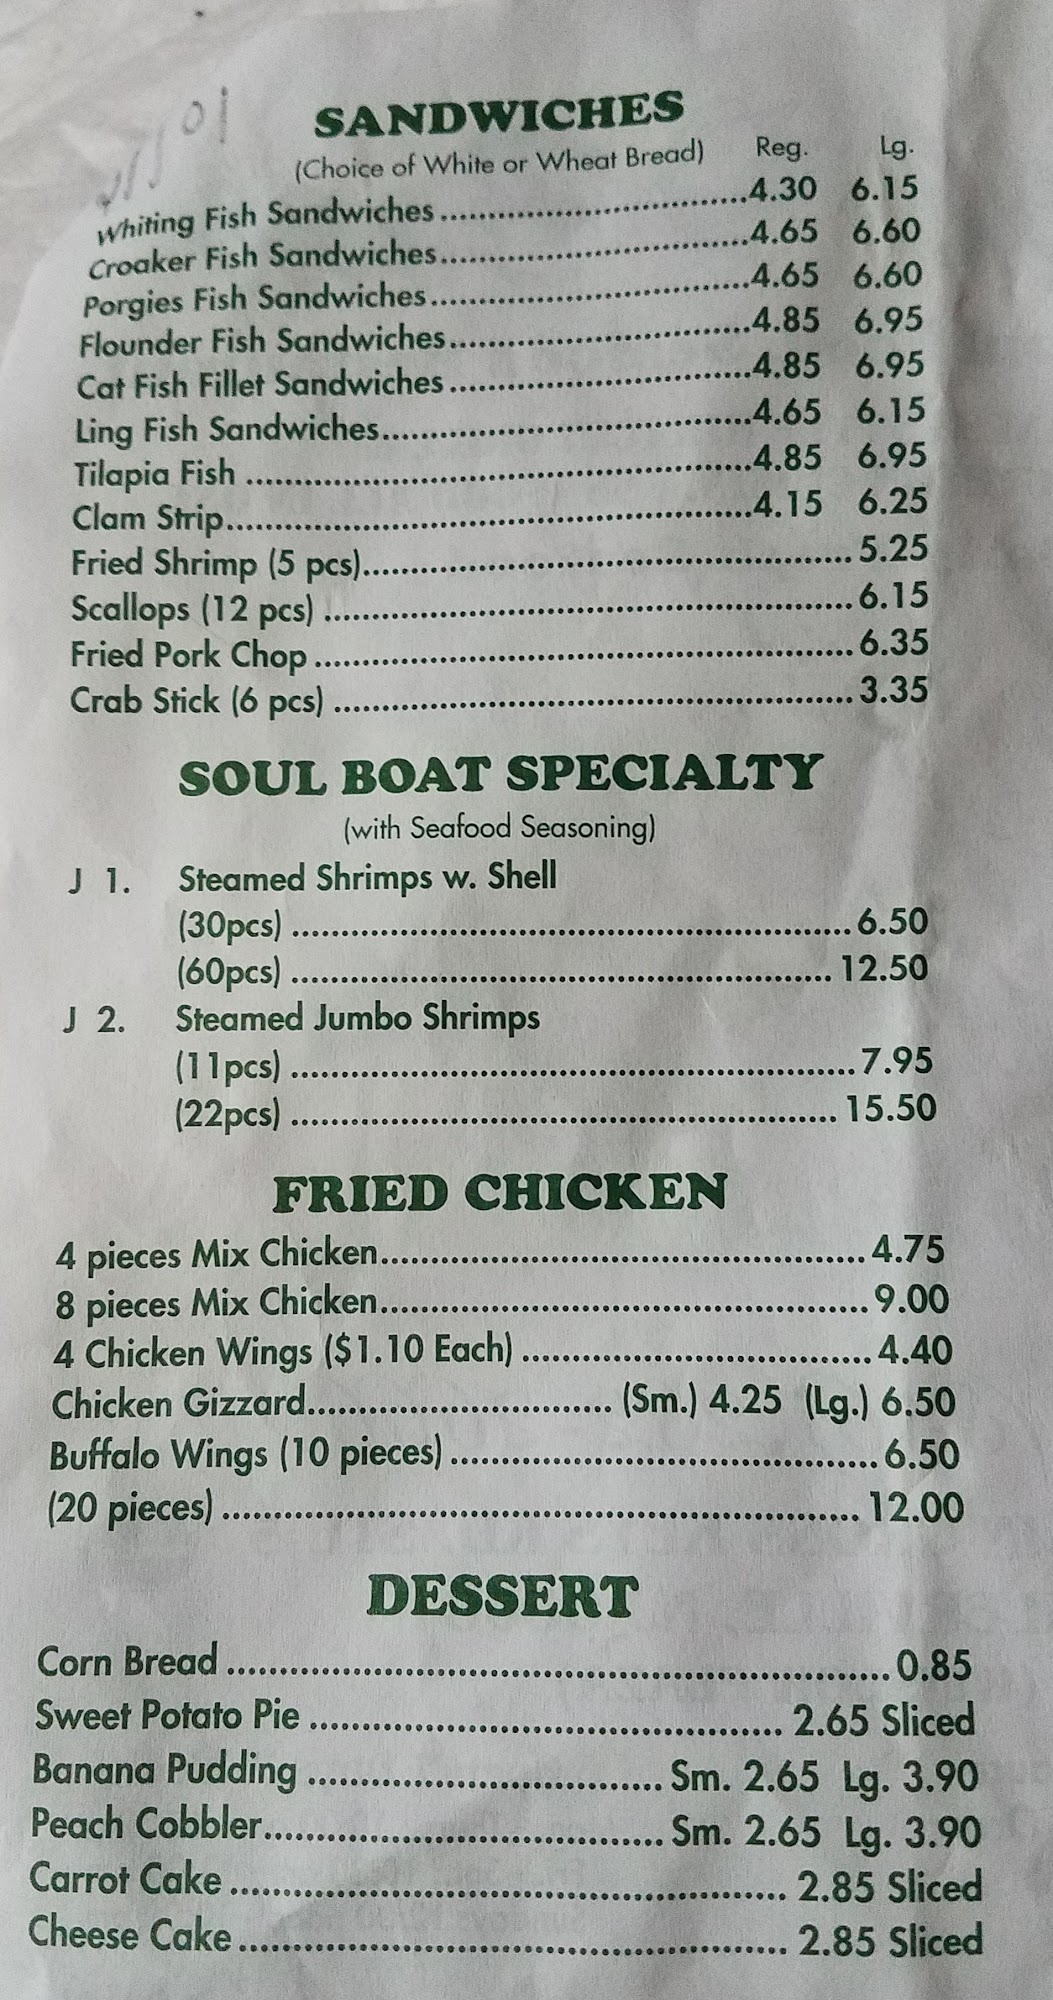 SANDWICHES
(Choice of White or Wheat Bread) Reg. Lg.
Whiting Fish Sandwiches 4.30 6.15
Croaker Fish Sandwiches 4.65 6.60
Porgies Fish Sandwiches 4.65 6.60
Flounder Fish Sandwiches 4.85 6.95
Cat Fish Fillet Sandwiches 4.85 6.95
Ling Fish Sandwiches 4.65 6.15
Tilapia Fish 4.85 6.95
Clam Strip 4.15 6.25
Fried Shrimp (5 pcs) 5.25
Scallops (12 pcs) 6.15
Fried Pork Chop 6.35
Crab Stick (6 pcs) 3.35
SOUL BOAT SPECIALTY
(with Seafood Seasoning)
J 1. Steamed Shrimps w. Shell
(30pcs) 6.50
(60pcs) 12.50
J 2. Steamed Jumbo Shrimps
(11pcs) 7.95
(22pcs) 15.50
FRIED CHICKEN
4 pieces Mix Chicken 4.75
8 pieces Mix Chicken 9.00
4 Chicken Wings ($1.10 Each) 4.40
Chicken Gizzard (Sm.) 4.25 (Lg.) 6.50
Buffalo Wings (10 pieces) 6.50
(20 pieces) 12.00
DESSERT
Corn Bread 0.85
Sweet Potato Pie 2.65 Sliced
Banana Pudding Sm. 2.65 Lg. 3.90
Peach Cobbler Sm. 2.65 Lg. 3.90
Carrot Cake 2.85 Sliced
Cheese Cake 2.85 Sliced